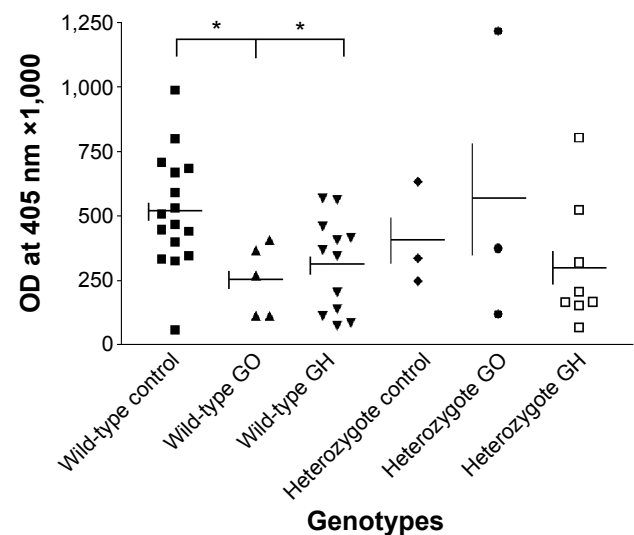 OD at 405 nm ×1,000
1,250
1,000
750
500
250
0
* *
Wild-type control
Wild-type GO
Wild-type GH
Heterozygote control
Heterozygote GO
Heterozygote GH
Genotypes